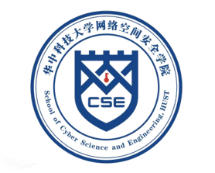 华中科技大学网络空间安全学院
CSE
School of Cyber Science and Engineering, HUST